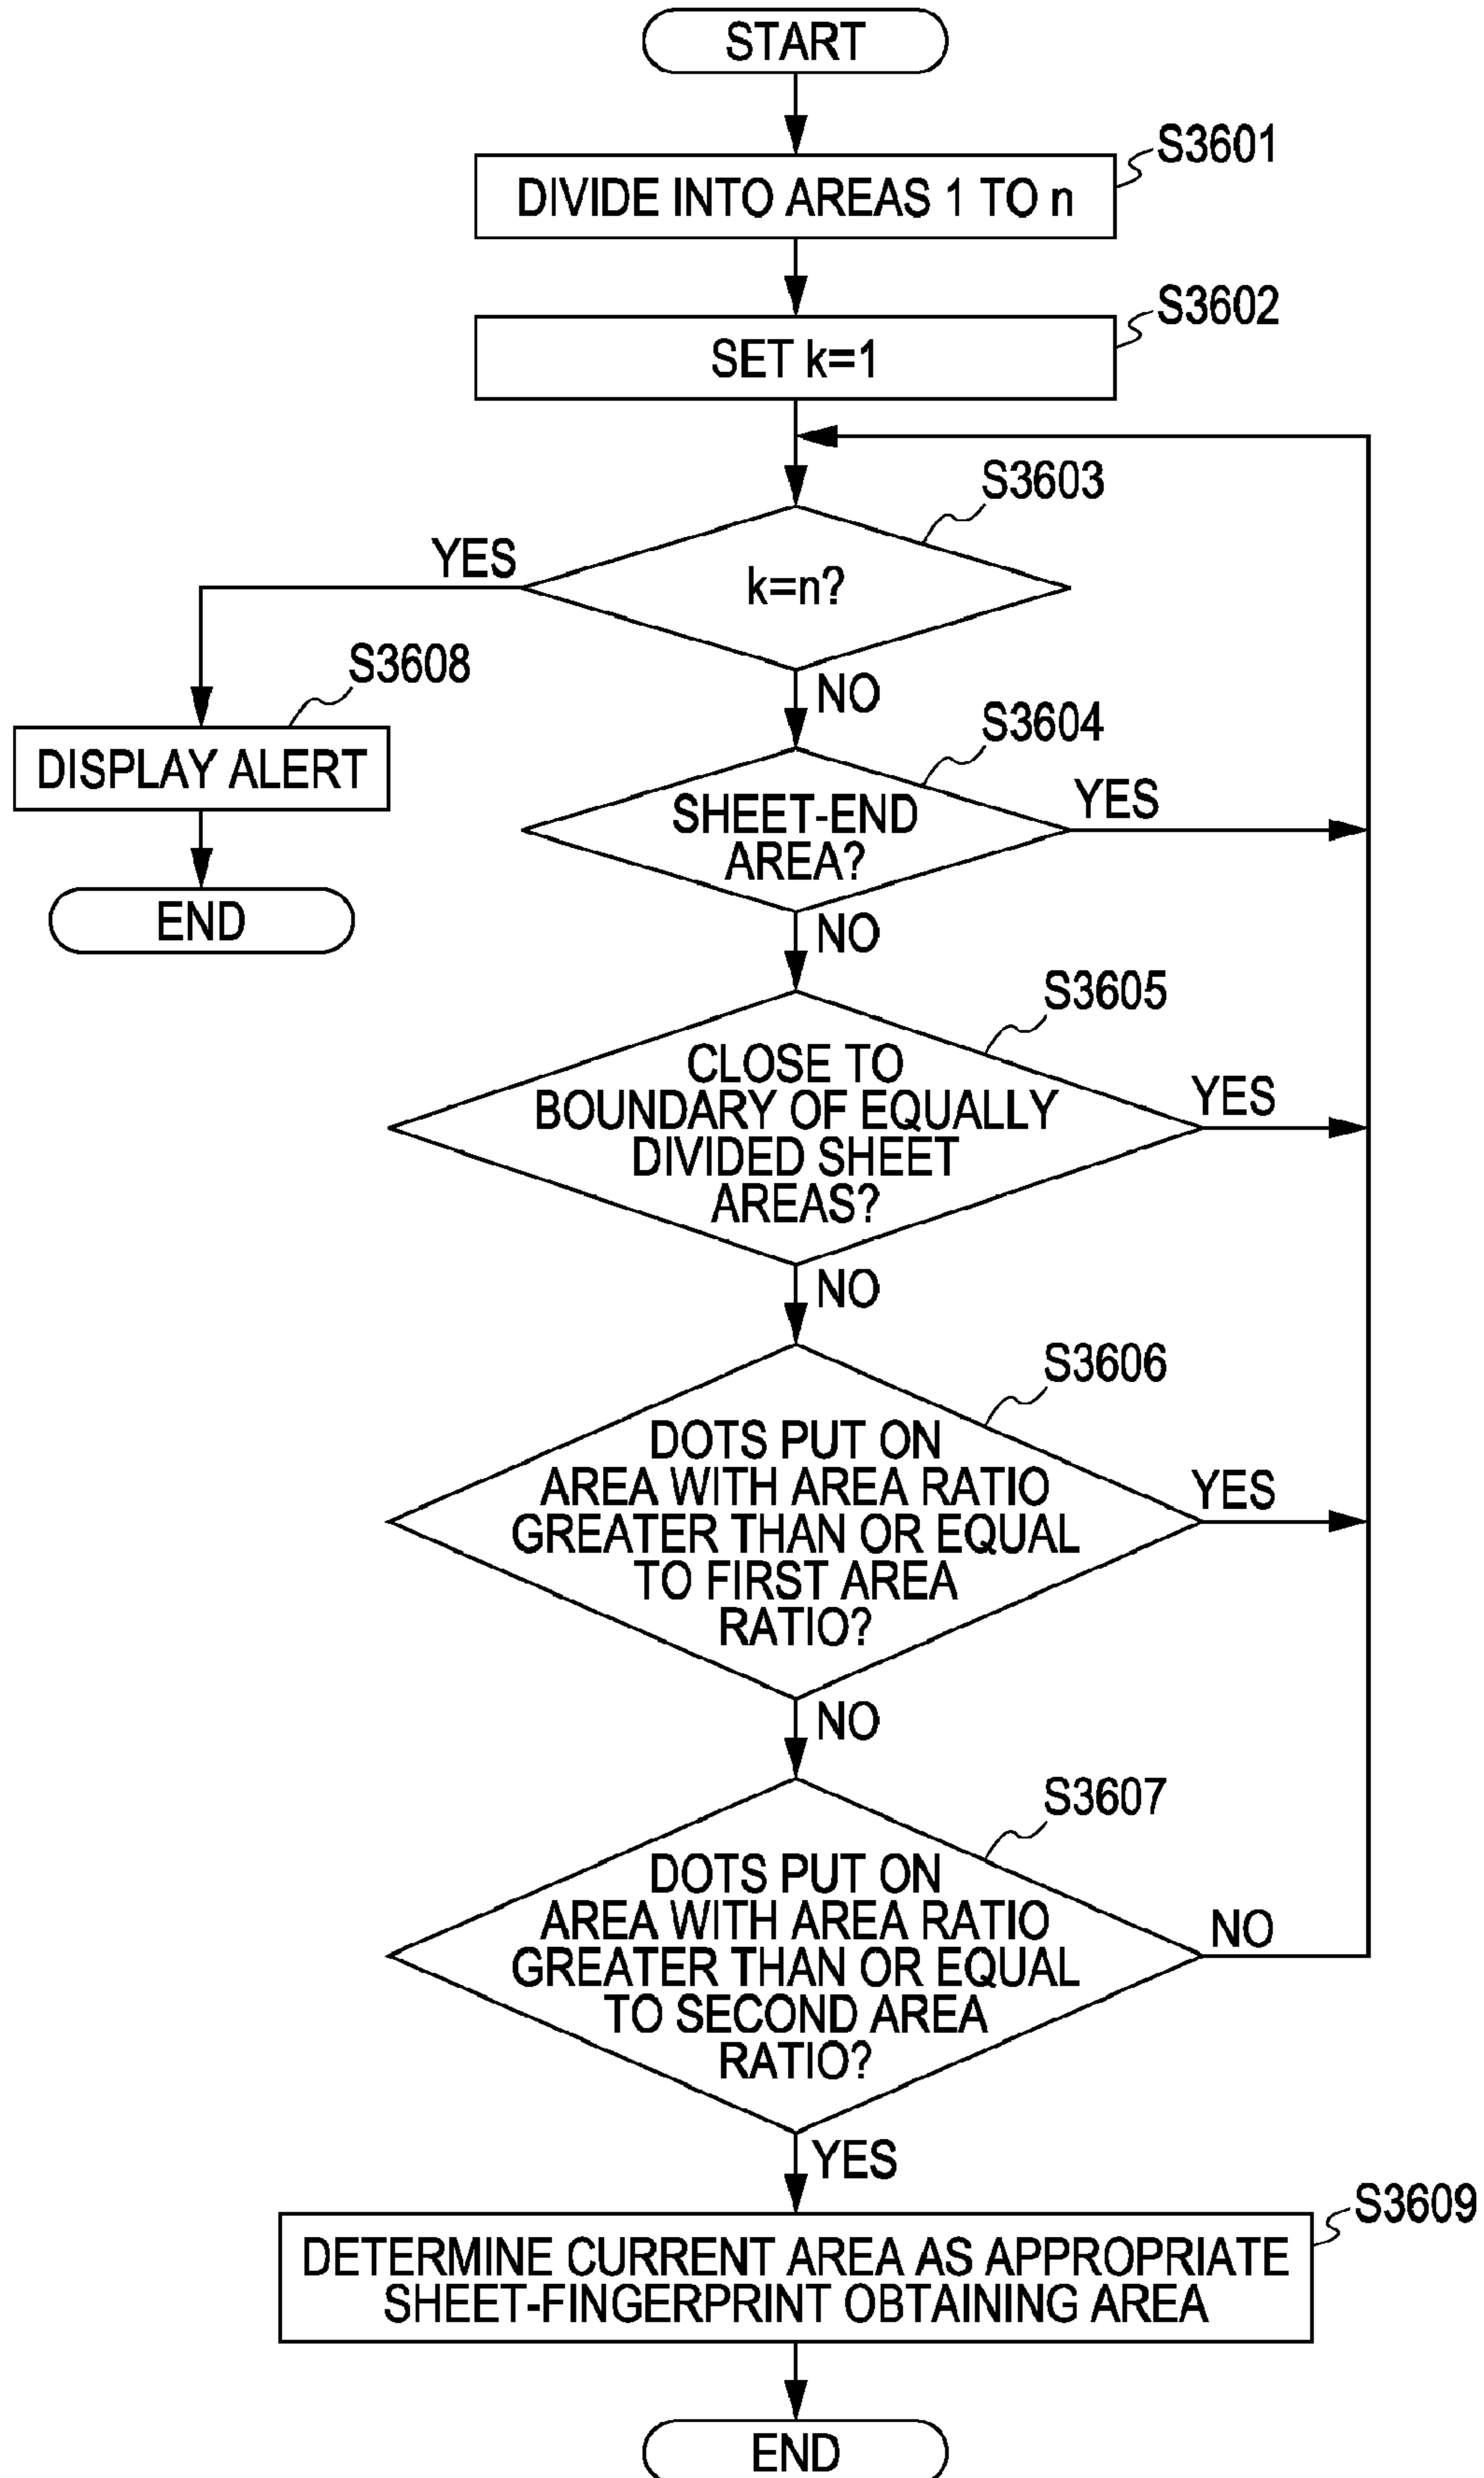 START
S3601
DIVIDE INTO AREAS 1 TO n
S3602
SET k=1
S3603
YES
k=n?
NO
S3608
DISPLAY ALERT
END
S3604
SHEET-END
AREA?
YES
NO
S3605
CLOSE TO
BOUNDARY OF EQUALLY
DIVIDED SHEET
AREAS?
YES
NO
S3606
DOTS PUT ON
AREA WITH AREA RATIO
GREATER THAN OR EQUAL
TO FIRST AREA
RATIO?
YES
NO
S3607
DOTS PUT ON
AREA WITH AREA RATIO
GREATER THAN OR EQUAL
TO SECOND AREA
RATIO?
NO
YES
S3609
DETERMINE CURRENT AREA AS APPROPRIATE
SHEET-FINGERPRINT OBTAINING AREA
END